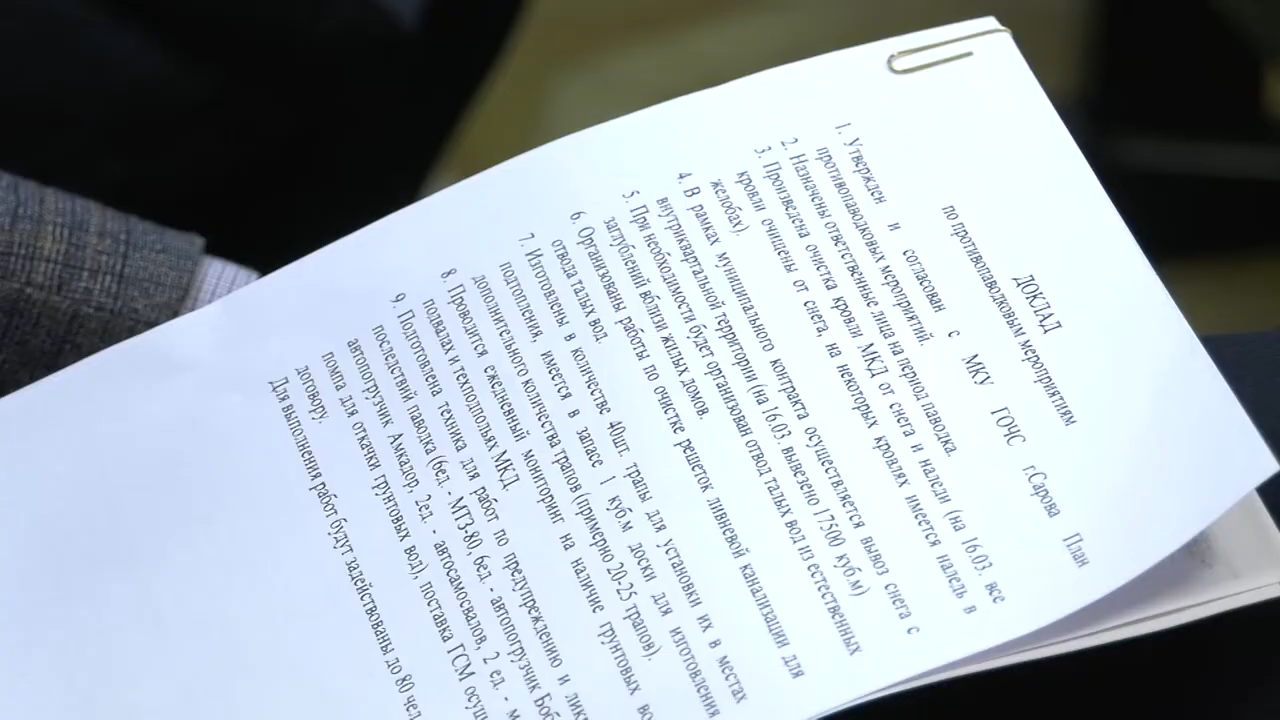 ДОКЛАД
по противопаводковым мероприятиям
1. Утвержден и согласован с МКУ ГОЧС г.Сарова План
противопаводковых мероприятий.
2. Назначены ответственные лица на период паводка.
3. Произведена очистка кровли МКД от снега и наледи (на 16.03. все
кровли очищены от снега, на некоторых кровлях имеется наледь в
желобах).
4. В рамках муниципального контракта осуществляется вывоз снега с
внутриквартальной территории (на 16.03. вывезено 17500 куб.м)
5. При необходимости будет организован отвод талых вод из естественных
заглублений вблизи жилых домов.
6. Организованы работы по очистке решеток ливневой канализации для
отвода талых вод.
7. Изготовлены в количестве 40шт. трапы для установки их в местах
подтопления, имеется в запасе 1 куб.м доски для изготовления
дополнительного количества трапов (примерно 20-25 трапов).
8. Проводится ежедневный мониторинг на наличие грунтовых
подвалах и техподпольях МКД.
9. Подготовлена техника для работ по предупреждению и
последствий паводка (6ед. - МТЗ-80, 6ед. - автопогрузчик
автопогрузчик Амкадор, 2ед. - автосамосвалов, 2 ед. -
помпа для откачки грунтовых вод), поставка ГСМ
договору.
Для выполнения работ будут задействованы до 80